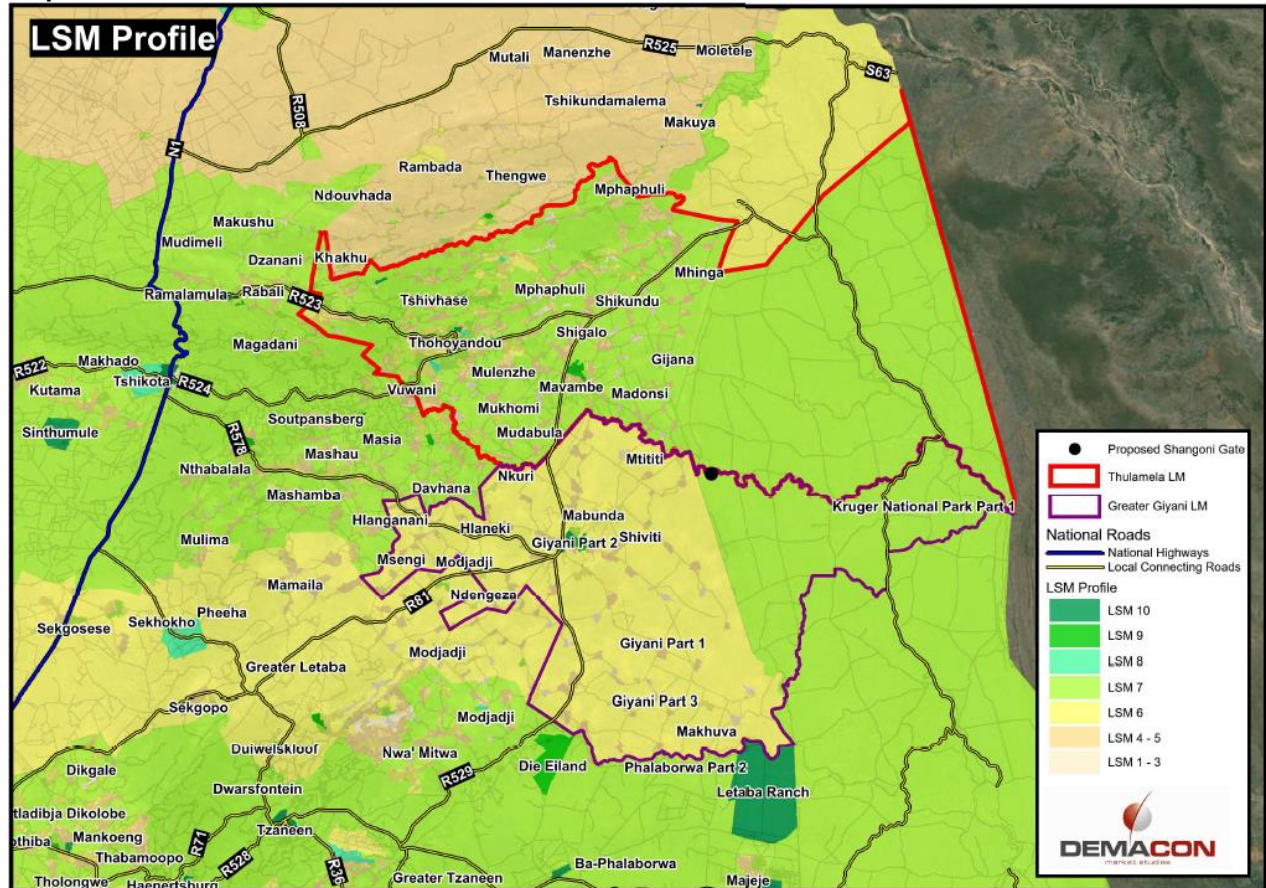 LSM Profile
R525
Moletele
Manenzhe
Mutali
S63
R508
Tshikundamalema
Makuya
N1
Rambada
Thengwe
Mphaphuli
Ndouvhada
Makushu
Mudimeli
Dzanani
Khakhu
Mhinga
Ramalamula
Rabali
R523
Tshivhase
Mphaphuli
Shikundu
Magadani
Thohoyandou
Shigalo
Makhado
R522
Tshikota
R524
Kutama
Mulenzhe
Gijana
Vuwani
Mavambe
Madonsi
Sinthumule
Soutpansberg
Mukhomi
R578
Masia
Mudabula
Mashau
Nthabalala
Mtititi
Nkuri
Davhana
Mashamba
Kruger National Park Part 1
Hlanganani
Mabunda
Hlaneki
Mulima
Giyani Part 2
Shiviti
Msengi
Modjadji
Mamaila
Ndengeza
R81
Pheeha
Sekgosese
Sekhokho
Giyani Part 1
Modjadji
Greater Letaba
Giyani Part 3
Sekgopo
Modjadji
Makhuva
Duiwelskloof
Nwa' Mitwa
Die Eiland
Phalaborwa Part 2
Dikgale
R529
Dwarsfontein
Letaba Ranch
tladibja Dikolobe
Tzaneen
Mankoeng
R71
Thabamoopo
R528
R36
Ba-Phalaborwa
Tholongwe
Haenertsburg
Greater Tzaneen
Majeje
Proposed Shangoni Gate
Thulamela LM
Greater Giyani LM
National Roads
National Highways
Local Connecting Roads
LSM Profile
LSM 10
LSM 9
LSM 8
LSM 7
LSM 6
LSM 4 - 5
LSM 1 - 3
DEMACON
market studies